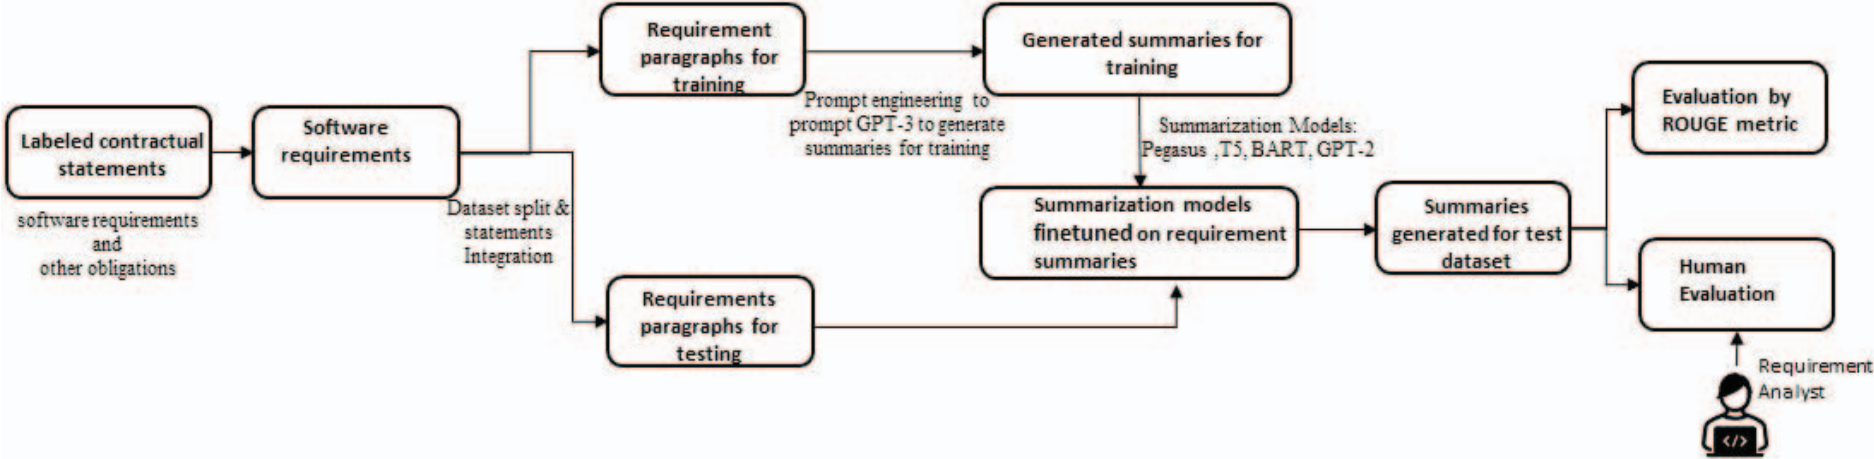 Labeled contractual
statements
software requirements
and
other obligations
Software
requirements
Dataset split &
statements
Integration
Requirement
paragraphs for
training
Prompt engineering to
prompt GPT-3 to generate
summaries for training
Generated summaries for
training
Summarization Models:
Pegasus ,T5, BART, GPT-2
Requirements
paragraphs for
testing
Summarization models
finetuned on requirement
summaries
Summaries
generated for test
dataset
Evaluation by
ROUGE metric
Human
Evaluation
Requirement
Analyst
</>